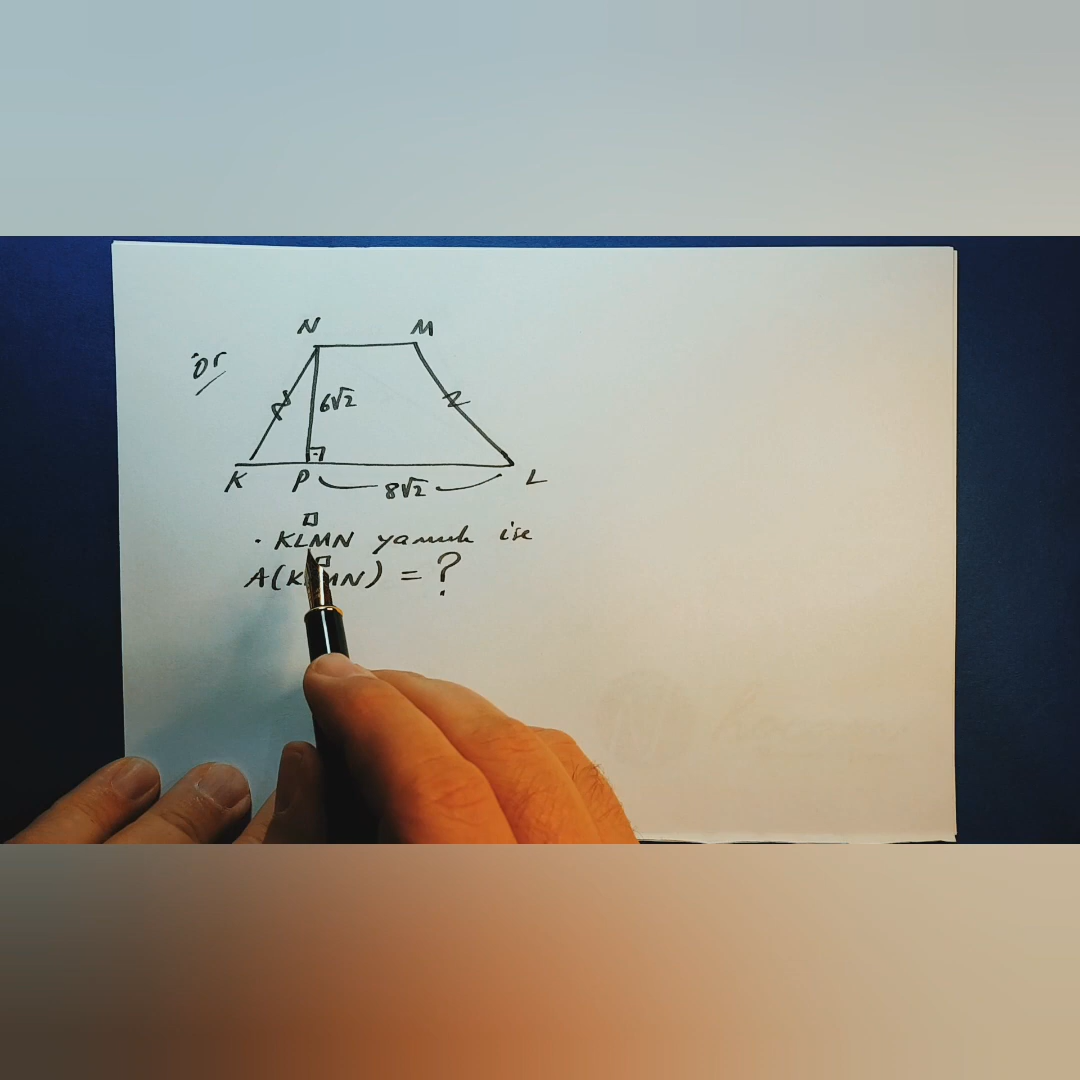 ör
N M
6√2
K P 8√2 L
. KLMN yamuk ise
A(KLMN) = ?